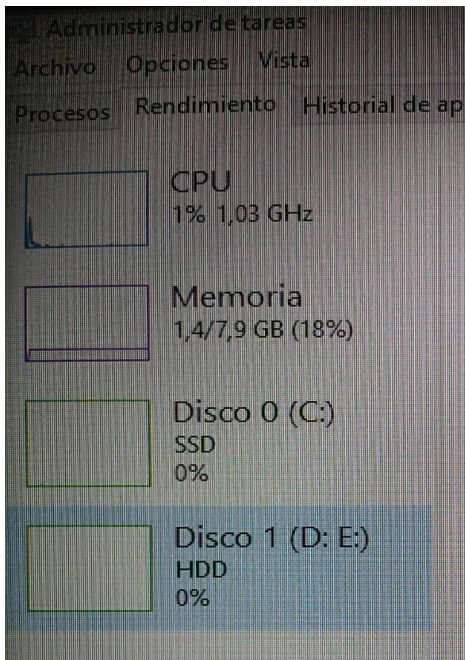 Administrador de tareas
Archivo Opciones Vista
Procesos Rendimiento Historial de ap
CPU
1% 1,03 GHz
Memoria
1,4/7,9 GB (18%)
Disco 0 (C:)
SSD
0%
Disco 1 (D: E:)
HDD
0%